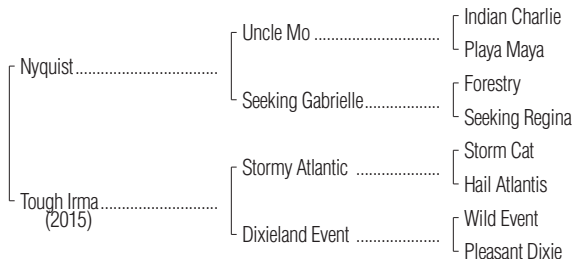 Indian Charlie
Uncle Mo ..................................
Playa Maya
Nyquist.......................................
Forestry
Seeking Gabrielle....................
Seeking Regina
Storm Cat
Stormy Atlantic ......................
Hail Atlantis
Tough Irma................................
(2015)
Wild Event
Dixieland Event ......................
Pleasant Dixie